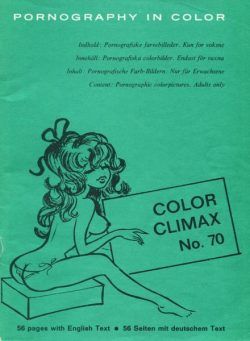 PORNOGRAPHY IN COLOR
Indhold: Pornografiske farvebilleder. Kun for voksne
Innehåll: Pornografiska colorbilder. Endast för vuxna
Inhalt: Pornografische Farb-Bildern. Nur für Erwachsene
Content: Pornographic colorpictures. Adults only
COLOR
CLIMAX
No. 70
56 pages with English Text • 56 Seiten mit deutschem Text